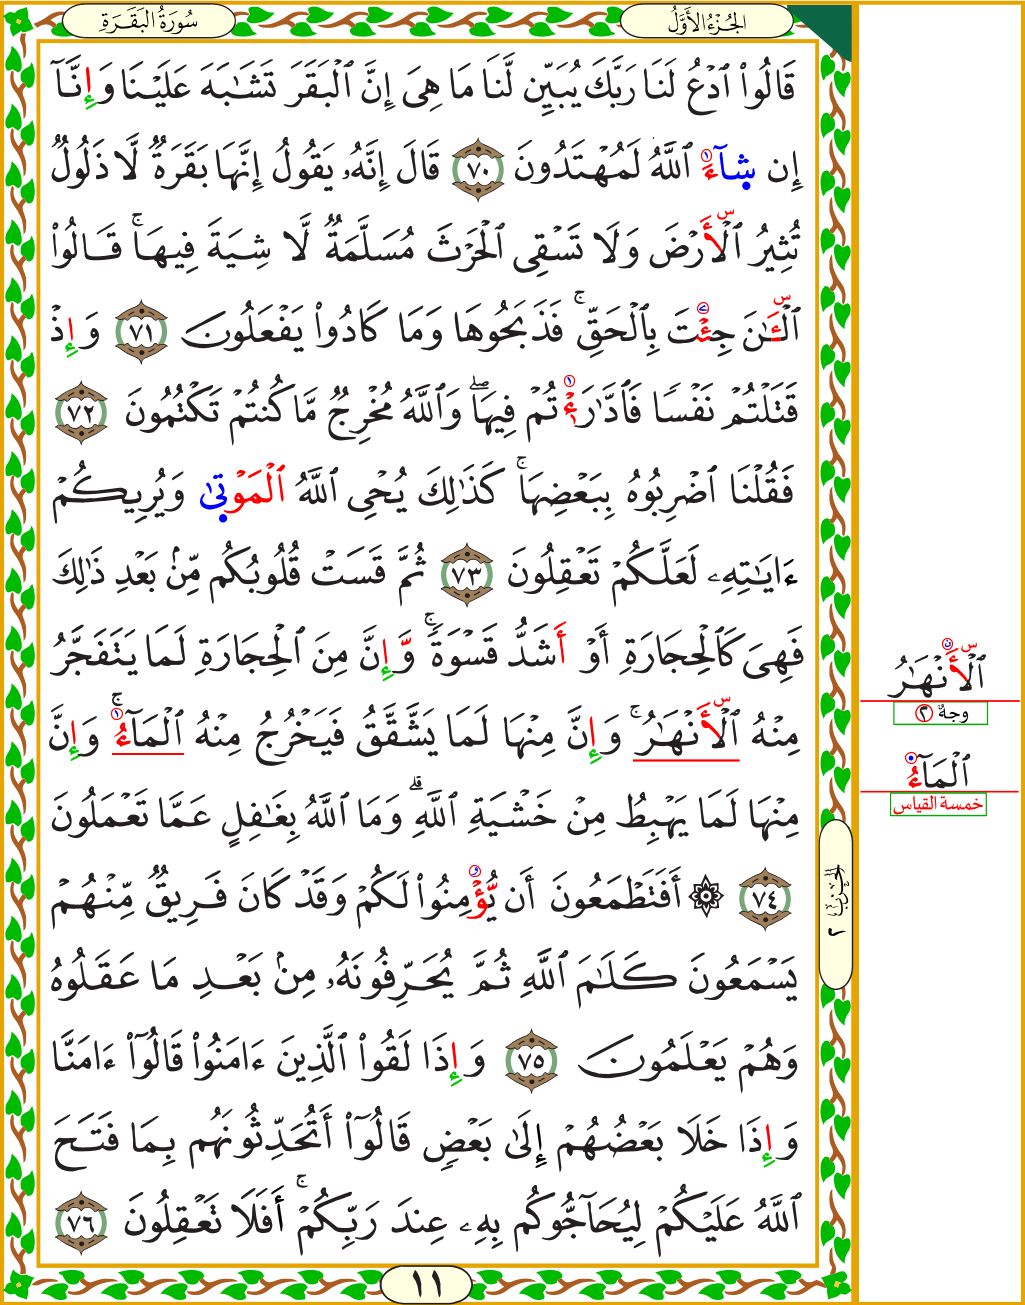 الجُزْءُ الأَوَّلُ
سُورَةُ البَقَرَةِ
قَالُوا۟ ٱدْعُ لَنَا رَبَّكَ يُبَيِّن لَّنَا مَا هِىَ إِنَّ ٱلْبَقَرَ تَشَٰبَهَ عَلَيْنَا وَإِنَّآ
إِن شَآءَ ٱللَّهُ لَمُهْتَدُونَ ٧٠ قَالَ إِنَّهُۥ يَقُولُ إِنَّهَا بَقَرَةٌ لَّا ذَلُولٌ
تُثِيرُ ٱلْأَرْضَ وَلَا تَسْقِى ٱلْحَرْثَ مُسَلَّمَةٌ لَّا شِيَةَ فِيهَا ۚ قَالُوا۟
ٱلْـَٰٔنَ جِئْتَ بِٱلْحَقِّ ۚ فَذَبَحُوهَا وَمَا كَادُوا۟ يَفْعَلُونَ ٧١ وَإِذْ
قَتَلْتُمْ نَفْسًا فَٱدَّٰرَْٰٔتُمْ فِيهَا ۖ وَٱللَّهُ مُخْرِجٌ مَّا كُنتُمْ تَكْتُمُونَ ٧٢
فَقُلْنَا ٱضْرِبُوهُ بِبَعْضِهَا ۚ كَذَٰلِكَ يُحْىِ ٱللَّهُ ٱلْمَوْتَىٰ وَيُرِيكُمْ
ءَايَٰتِهِۦ لَعَلَّكُمْ تَعْقِلُونَ ٧٣ ثُمَّ قَسَتْ قُلُوبُكُم مِّنۢ بَعْدِ ذَٰلِكَ
فَهِىَ كَٱلْحِجَارَةِ أَوْ أَشَدُّ قَسْوَةً ۚ وَّإِنَّ مِنَ ٱلْحِجَارَةِ لَمَا يَتَفَجَّرُ
مِنْهُ ٱلْأَنْهَٰرُ ۚ وَإِنَّ مِنْهَا لَمَا يَشَّقَّقُ فَيَخْرُجُ مِنْهُ ٱلْمَآءُ ۚ وَإِنَّ
مِنْهَا لَمَا يَهْبِطُ مِنْ خَشْيَةِ ٱللَّهِ ۗ وَمَا ٱللَّهُ بِغَٰفِلٍ عَمَّا تَعْمَلُونَ
٧٤ ۞ أَفَتَطْمَعُونَ أَن يُّؤْمِنُوا۟ لَكُمْ وَقَدْ كَانَ فَرِيقٌ مِّنْهُمْ
يَسْمَعُونَ كَلَٰمَ ٱللَّهِ ثُمَّ يُحَرِّفُونَهُۥ مِنۢ بَعْدِ مَا عَقَلُوهُ
وَهُمْ يَعْلَمُونَ ٧٥ وَإِذَا لَقُوا۟ ٱلَّذِينَ ءَامَنُوا۟ قَالُوٓا۟ ءَامَنَّا
وَإِذَا خَلَا بَعْضُهُمْ إِلَىٰ بَعْضٍ قَالُوٓا۟ أَتُحَدِّثُونَهُم بِمَا فَتَحَ
ٱللَّهُ عَلَيْكُمْ لِيُحَآجُّوكُم بِهِۦ عِندَ رَبِّكُمْ ۚ أَفَلَا تَعْقِلُونَ ٧٦
١١
الحِزب ٢
ٱلْأَنْهَٰرُ
وجهٌ ٣
ٱلْمَآءُ
خمسة القياس